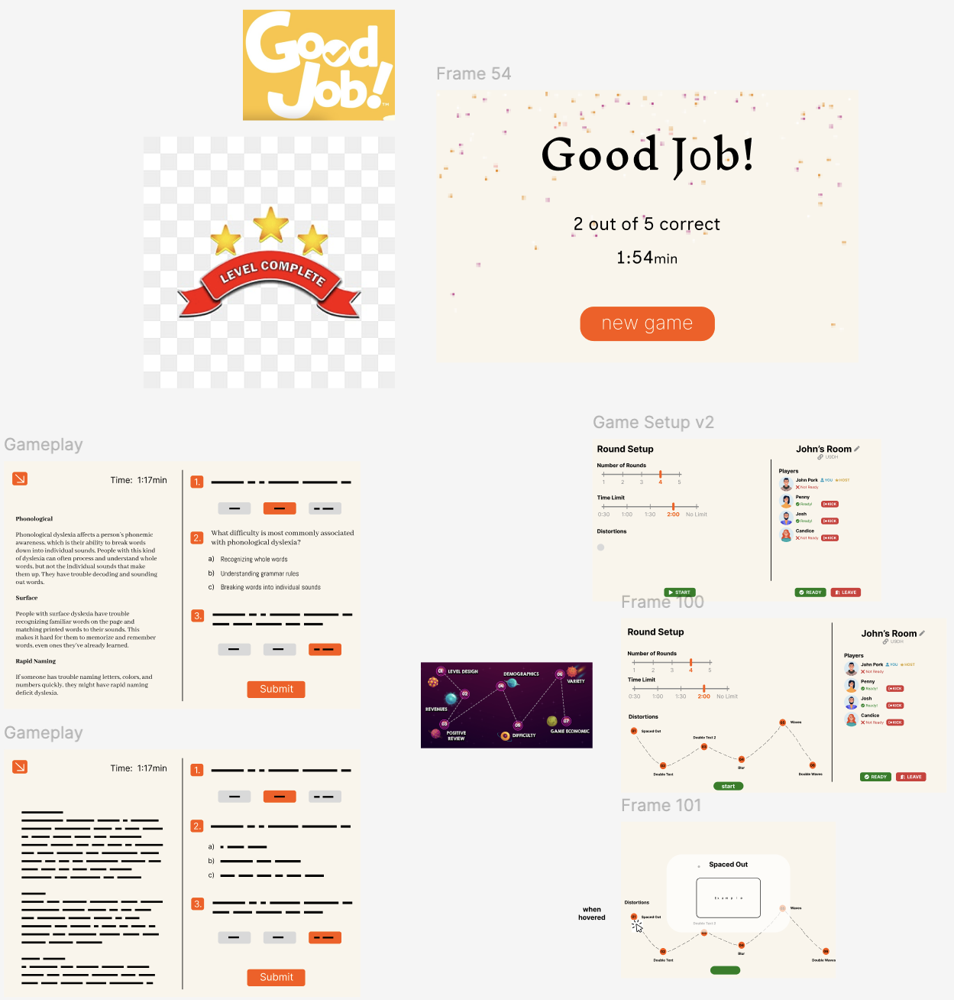 Good
Job!
TM
LEVEL COMPLETE
Frame 54
Good Job!
2 out of 5 correct
1:54min
new game
Gameplay
Time: 1:17min
Phonological
Phonological dyslexia affects a person's phonemic
awareness, which is their ability to break words
down into individual sounds. People with this kind
of dyslexia can often process and understand whole
words, but not the individual sounds that make
them up. They have trouble decoding and sounding
out words.
Surface
People with surface dyslexia have trouble
recognizing familiar words on the page and
matching printed words to their sounds. This
makes it hard for them to memorize and remember
words, even ones they've already learned.
Rapid Naming
If someone has trouble naming letters, colors, and
numbers quickly, they might have rapid naming
deficit dyslexia.
1.
2.
What difficulty is most commonly associated
with phonological dyslexia?
a) Recognizing whole words
b) Understanding grammar rules
c) Breaking words into individual sounds
3.
Submit
Gameplay
Time: 1:17min
1.
2.
a)
b)
c)
3.
Submit
01 LEVEL DESIGN
02
REVENUES
03
POSITIVE
REVIEW
04
DEMOGRAPHICS
05
DIFFICULTY
06
VARIETY
07
GAME ECONOMIC
Game Setup v2
Round Setup
Number of Rounds
1 2 3 4 5
Time Limit
0:30 1:00 1:30 2:00 No Limit
Distortions
START
John's Room
U9DH
Players
John Pork YOU HOST
Not Ready
Penny
Ready! KICK
Josh
Ready! KICK
Candice
Not Ready KICK
READY LEAVE
Frame 100
Round Setup
Number of Rounds
1 2 3 4 5
Time Limit
0:30 1:00 1:30 2:00 No Limit
Distortions
01 Spaced Out
02
Double Text
Double Text 2
03
04
Blur
05 Waves
06
Double Waves
start
John's Room
U9DH
Players
John Pork YOU HOST
Not Ready
Penny
Ready! KICK
Josh
Ready! KICK
Candice
Not Ready KICK
READY LEAVE
Frame 101
when
hovered
Spaced Out
Example
Distortions
01 Spaced Out
Double Text 2
02
Double Text
04
Blur
Waves
06
Double Waves